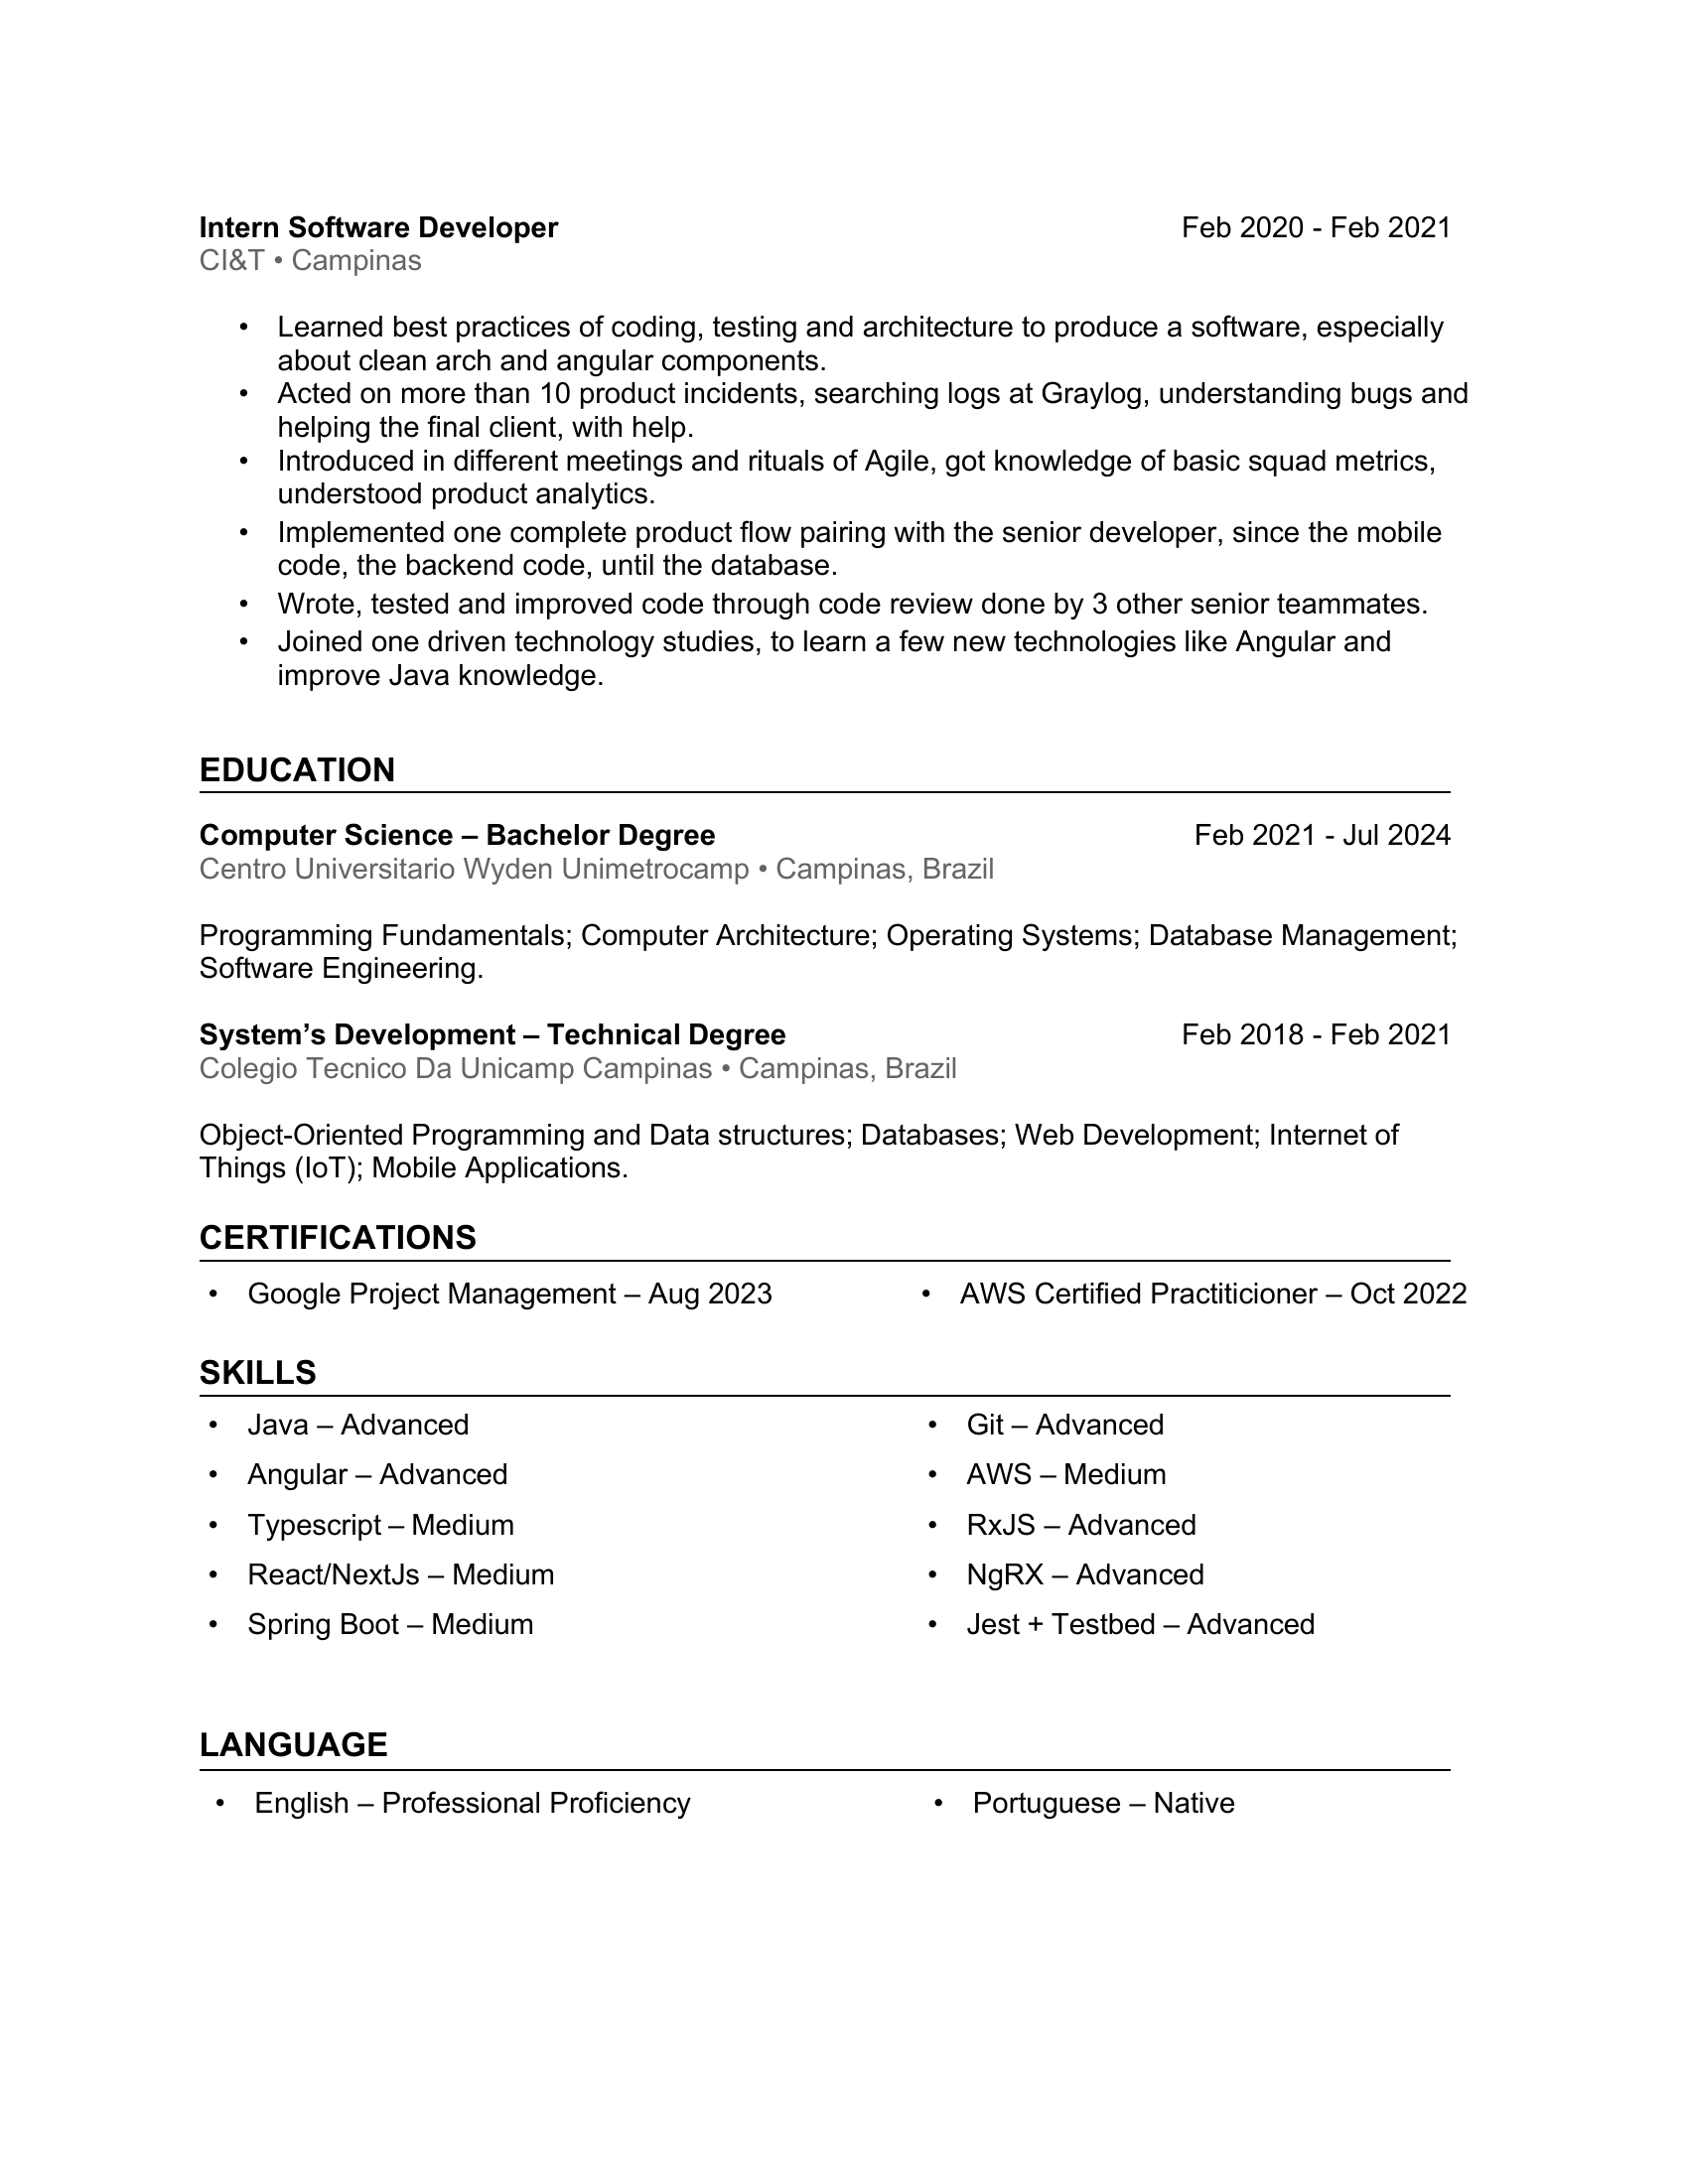 Intern Software Developer Feb 2020 - Feb 2021
CI&T • Campinas
• Learned best practices of coding, testing and architecture to produce a software, especially
about clean arch and angular components.
• Acted on more than 10 product incidents, searching logs at Graylog, understanding bugs and
helping the final client, with help.
• Introduced in different meetings and rituals of Agile, got knowledge of basic squad metrics,
understood product analytics.
• Implemented one complete product flow pairing with the senior developer, since the mobile
code, the backend code, until the database.
• Wrote, tested and improved code through code review done by 3 other senior teammates.
• Joined one driven technology studies, to learn a few new technologies like Angular and
improve Java knowledge.
EDUCATION
Computer Science – Bachelor Degree Feb 2021 - Jul 2024
Centro Universitario Wyden Unimetrocamp • Campinas, Brazil
Programming Fundamentals; Computer Architecture; Operating Systems; Database Management;
Software Engineering.
System’s Development – Technical Degree Feb 2018 - Feb 2021
Colegio Tecnico Da Unicamp Campinas • Campinas, Brazil
Object-Oriented Programming and Data structures; Databases; Web Development; Internet of
Things (IoT); Mobile Applications.
CERTIFICATIONS
• Google Project Management – Aug 2023 • AWS Certified Practiticioner – Oct 2022
SKILLS
• Java – Advanced • Git – Advanced
• Angular – Advanced • AWS – Medium
• Typescript – Medium • RxJS – Advanced
• React/NextJs – Medium • NgRX – Advanced
• Spring Boot – Medium • Jest + Testbed – Advanced
LANGUAGE
• English – Professional Proficiency • Portuguese – Native